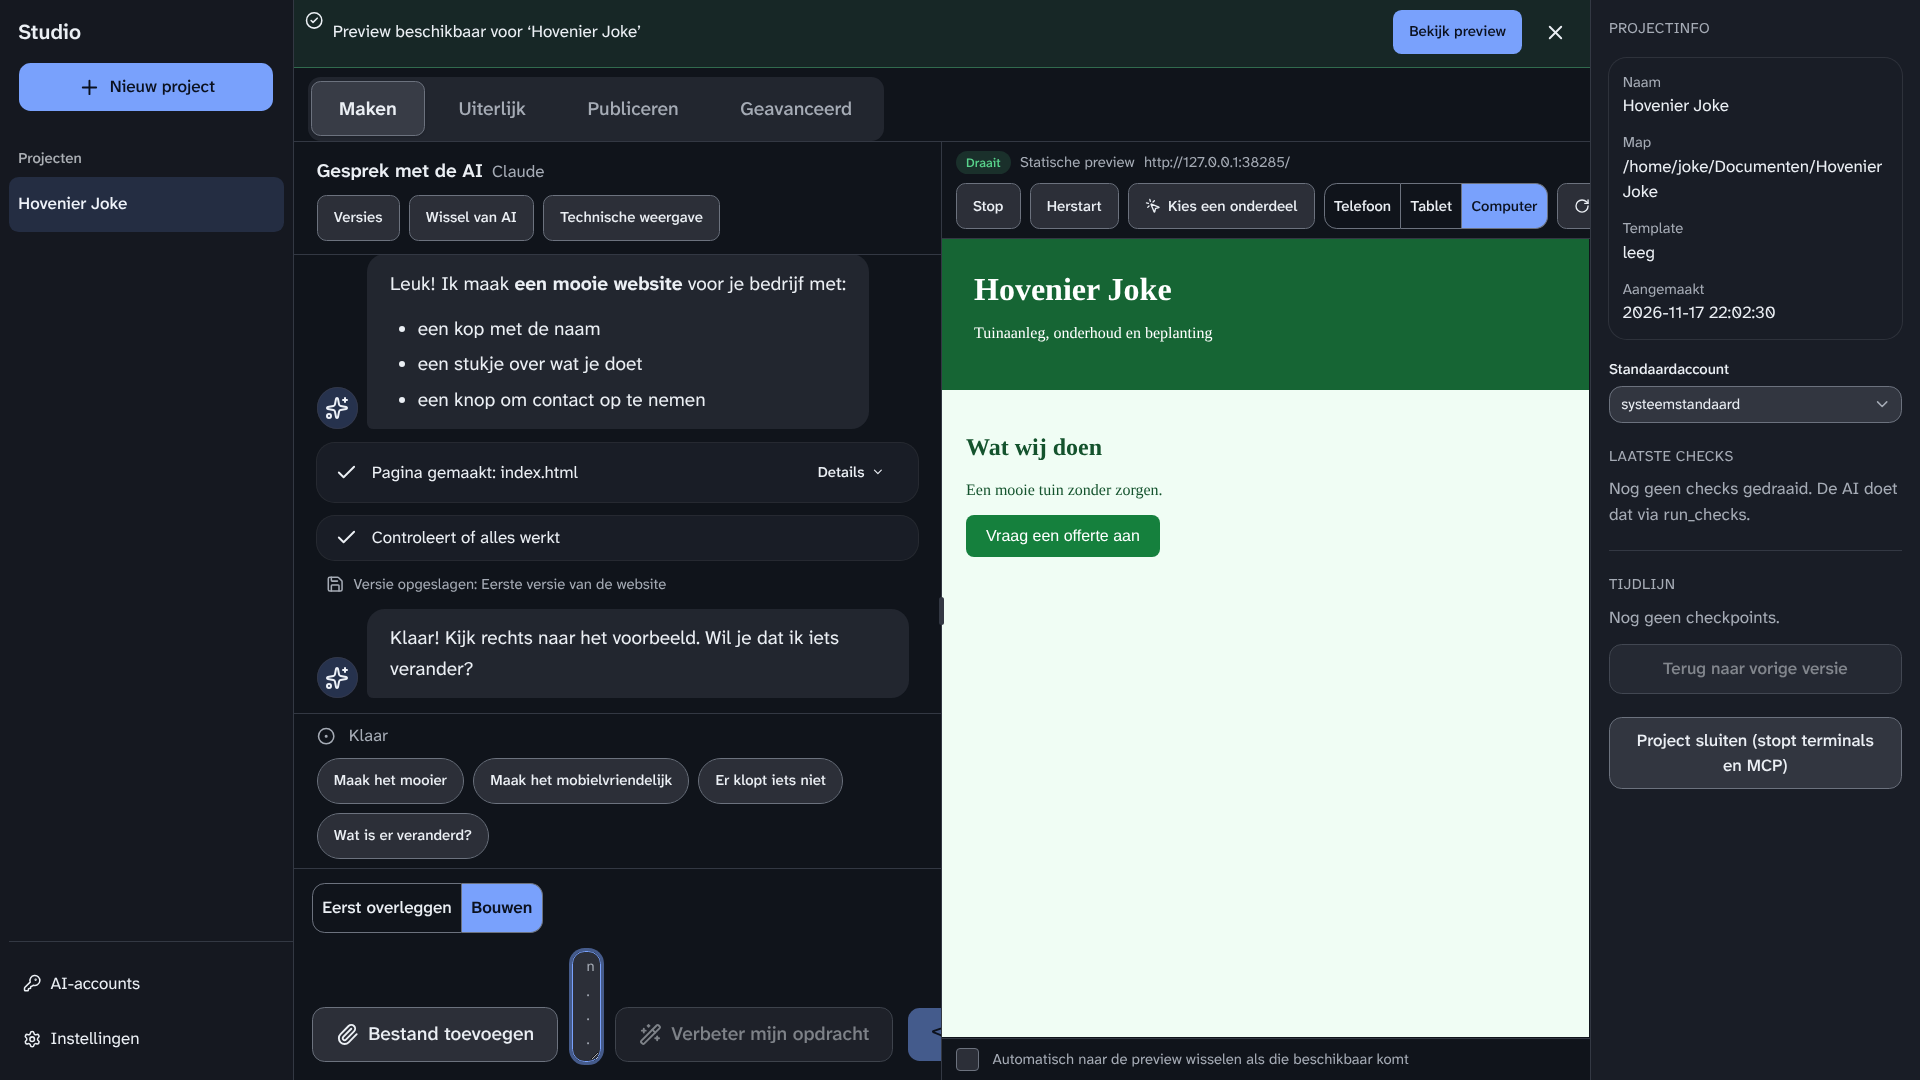 Studio
Nieuw project
Projecten
Hovenier Joke
AI-accounts
Instellingen
Preview beschikbaar voor ‘Hovenier Joke’
Bekijk preview
Maken
Uiterlijk
Publiceren
Geavanceerd
Gesprek met de AI Claude
Versies
Wissel van AI
Technische weergave
Leuk! Ik maak een mooie website voor je bedrijf met:
• een kop met de naam
• een stukje over wat je doet
• een knop om contact op te nemen
Pagina gemaakt: index.html
Details
Controleert of alles werkt
Versie opgeslagen: Eerste versie van de website
Klaar! Kijk rechts naar het voorbeeld. Wil je dat ik iets
verander?
Klaar
Maak het mooier
Maak het mobielvriendelijk
Er klopt iets niet
Wat is er veranderd?
Eerst overleggen
Bouwen
Bestand toevoegen
n
.
.
.
Verbeter mijn opdracht
Draait
Statische preview
http://127.0.0.1:38285/
Stop
Herstart
Kies een onderdeel
Telefoon
Tablet
Computer
Hovenier Joke
Tuinaanleg, onderhoud en beplanting
Wat wij doen
Een mooie tuin zonder zorgen.
Vraag een offerte aan
Automatisch naar de preview wisselen als die beschikbaar komt
PROJECTINFO
Naam
Hovenier Joke
Map
/home/joke/Documenten/Hovenier
Joke
Template
leeg
Aangemaakt
2026-11-17 22:02:30
Standaardaccount
systeemstandaard
LAATSTE CHECKS
Nog geen checks gedraaid. De AI doet
dat via run_checks.
TIJDLIJN
Nog geen checkpoints.
Terug naar vorige versie
Project sluiten (stopt terminals
en MCP)